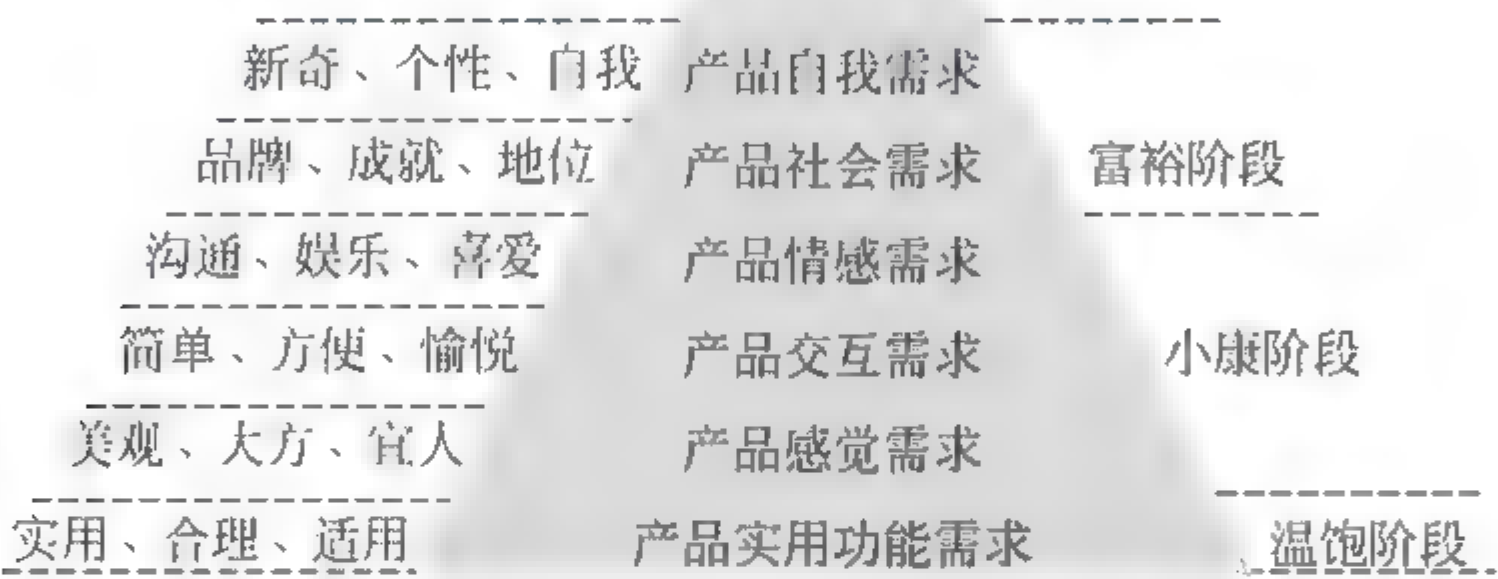 新奇、个性、自我 产品自我需求
品牌、成就、地位 产品社会需求 富裕阶段
沟通、娱乐、喜爱 产品情感需求
简单、方便、愉悦 产品交互需求 小康阶段
美观、大方、宜人 产品感觉需求
实用、合理、适用 产品实用功能需求 温饱阶段